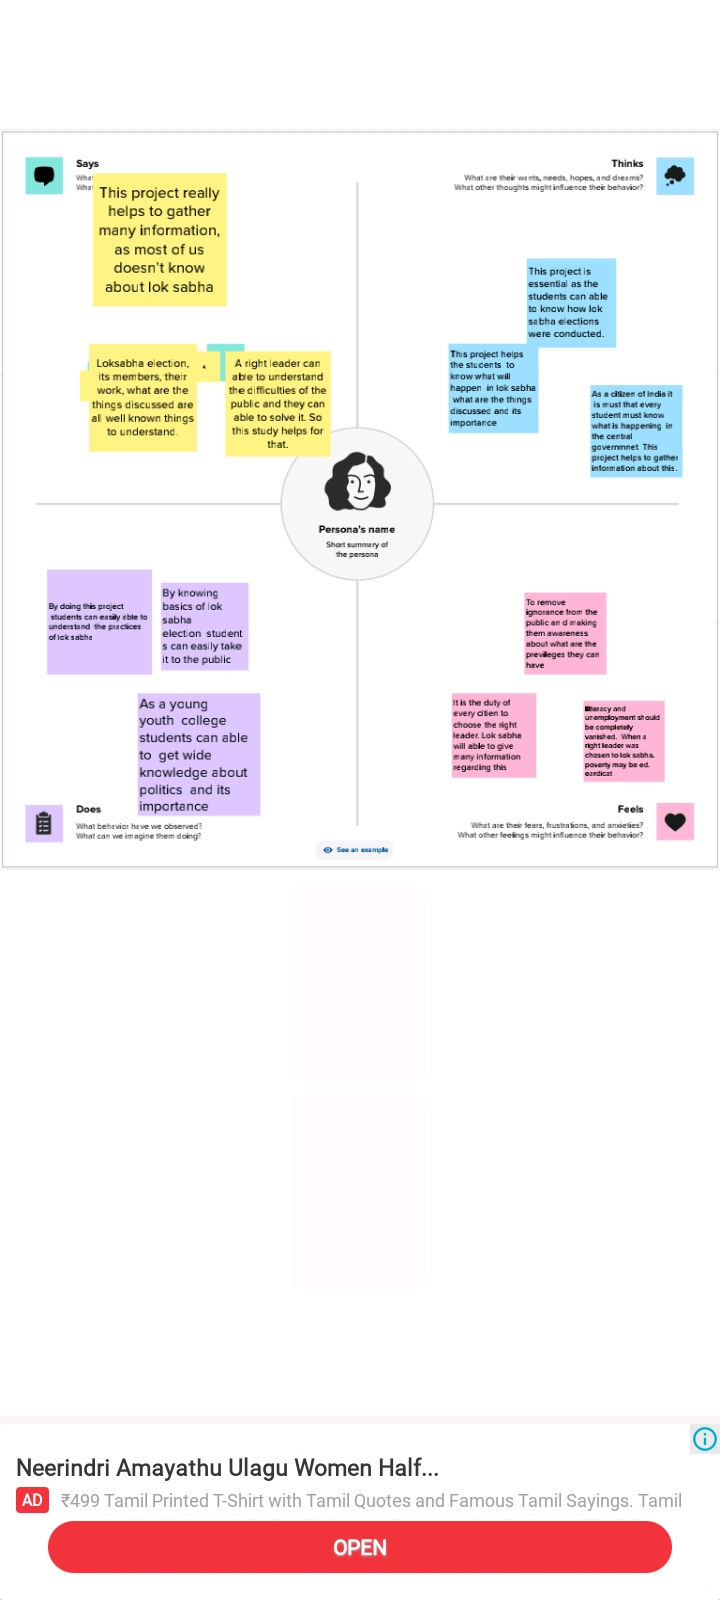 Says
What
What
This project really
helps to gather
many information,
as most of us
doesn't know
about lok sabha
Loksabha election,
its members, their
work, what are the
things discussed are
all well known things
to understand.
A right leader can
able to understand
the difficulties of the
public and they can
able to solve it. So
this study helps for
that.
Thinks
What are their wants, needs, hopes, and dreams?
What other thoughts might influence their behavior?
This project is
essential as the
students can able
to know how lok
sabha elections
were conducted.
This project helps
the students to
know what will
happen in lok sabha
what are the things
discussed and its
importance
As a citizen of India it
is must that every
student must know
what is happening in
the central
governmnet This
project helps to gather
information about this.
Persona's name
Short summary of
the persona
By doing this project
students can easily able to
understand the practices
of lok sabha
By knowing
basics of lok
sabha
election student
s can easily take
it to the public
As a young
youth college
students can able
to get wide
knowledge about
politics and its
importance
Does
What behavior have we observed?
What can we imagine them doing?
To remove
ignorance from the
public an d making
them awareness
about what are the
previleges they can
have
It is the duty of
every citien to
choose the right
leader. Lok sabha
will able to give
many information
regarding this
and
unemployment should
be completely
vanished. When a
right leader was
chosen to lok sabha,
poverty may be ed.
eardicat
Feels
What are their fears, frustrations, and anxieties?
What other feelings might influence their behavior?
See an example
Neerindri Amayathu Ulagu Women Half...
AD ₹499 Tamil Printed T-Shirt with Tamil Quotes and Famous Tamil Sayings. Tamil
OPEN